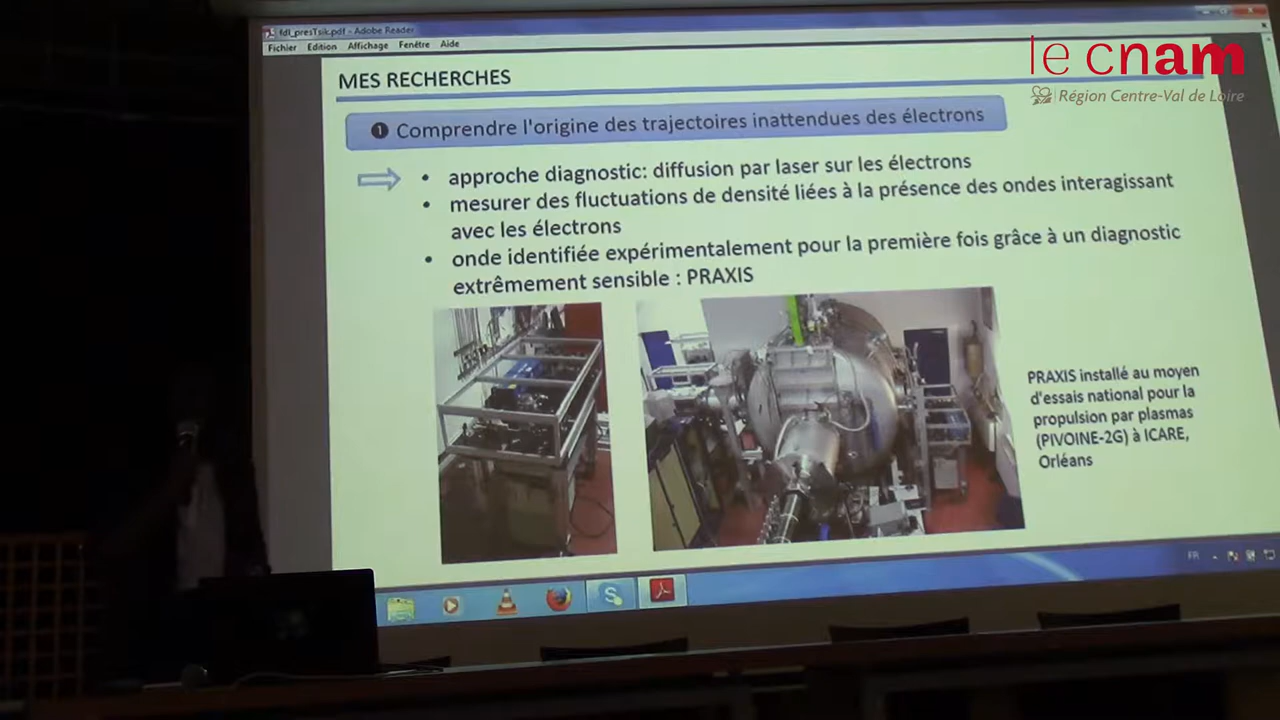 fdl_presTsik.pdf - Adobe Reader
Fichier Edition Affichage Fenêtre Aide
le cnam
Région Centre-Val de Loire
MES RECHERCHES
❶ Comprendre l'origine des trajectoires inattendues des électrons
• approche diagnostic: diffusion par laser sur les électrons
• mesurer des fluctuations de densité liées à la présence des ondes interagissant
avec les électrons
• onde identifiée expérimentalement pour la première fois grâce à un diagnostic
extrêmement sensible : PRAXIS
PRAXIS installé au moyen
d'essais national pour la
propulsion par plasmas
(PIVOINE-2G) à ICARE,
Orléans
FR